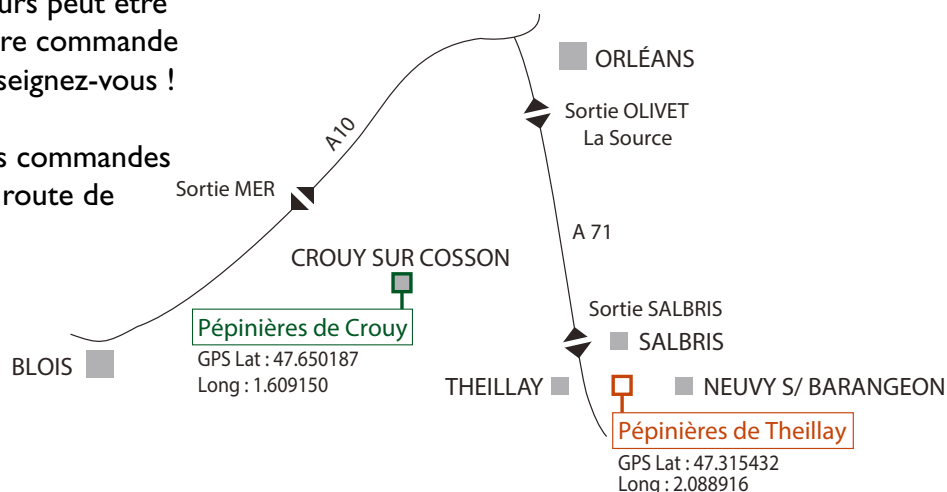 urs peut être
re commande
seignez-vous !
s commandes
route de
ORLÉANS
Sortie OLIVET
La Source
A10
Sortie MER
A 71
CROUY SUR COSSON
Pépinières de Crouy
GPS Lat : 47.650187
Long : 1.609150
BLOIS
Sortie SALBRIS
SALBRIS
THEILLAY
NEUVY S/ BARANGEON
Pépinières de Theillay
GPS Lat : 47.315432
Long : 2.088916